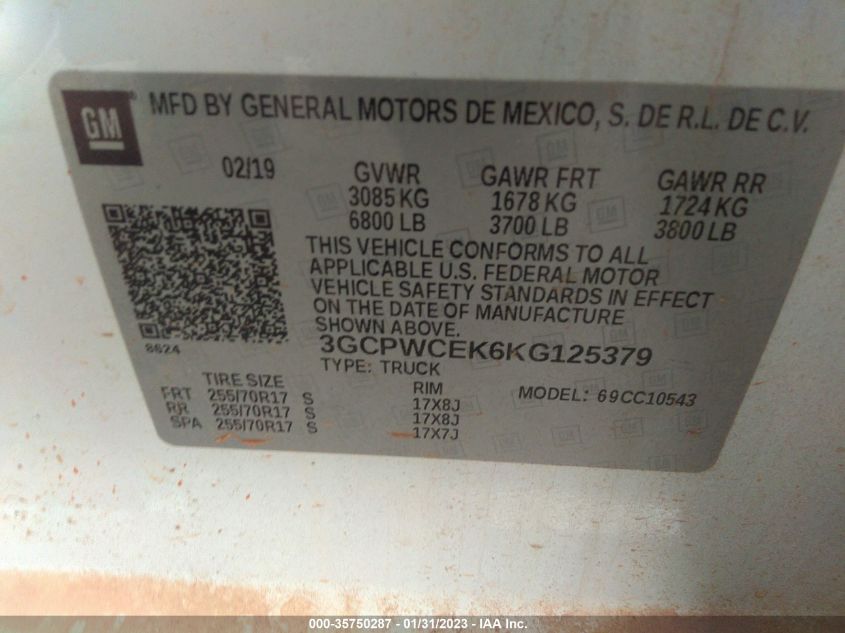 GM
MFD BY GENERAL MOTORS DE MEXICO, S. DE R.L. DE C.V.
02/19 GVWR GAWR FRT GAWR RR
3085 KG 1678 KG 1724 KG
6800 LB 3700 LB 3800 LB
THIS VEHICLE CONFORMS TO ALL
APPLICABLE U.S. FEDERAL MOTOR
VEHICLE SAFETY STANDARDS IN EFFECT
ON THE DATE OF MANUFACTURE
SHOWN ABOVE.
8624
3GCPWCEK6KG125379
TYPE: TRUCK
TIRE SIZE RIM MODEL: 69CC10543
FRT 255/70R17 S 17X8J
RR 255/70R17 S 17X8J
SPA 255/70R17 S 17X7J
000-35750287 - 01/31/2023 - © IAA Inc.